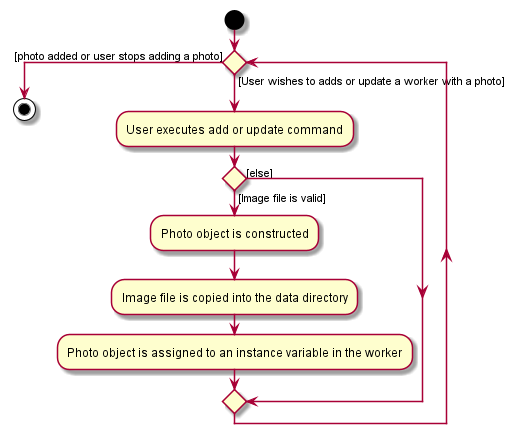 [photo added or user stops adding a photo]
[User wishes to adds or update a worker with a photo]
User executes add or update command
[else]
[Image file is valid]
Photo object is constructed
Image file is copied into the data directory
Photo object is assigned to an instance variable in the worker